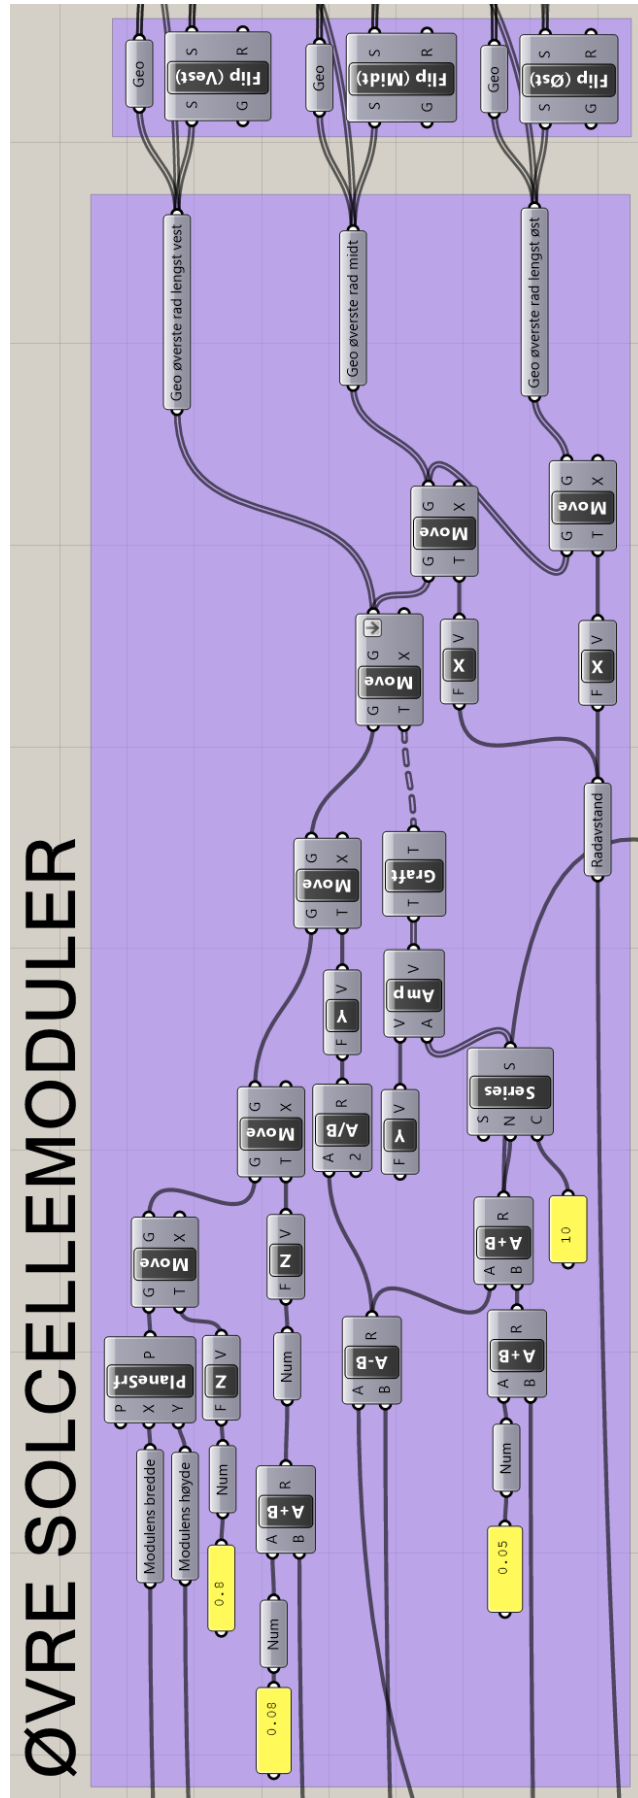 ØVRE SOLCELLEMODULER
Modulens bredde
Modulens høyde
P X Y PlaneSrf P
0.8
Num
F Z V
G T Move G X
0.08
Num
A B A+B R
Num
F Z V
G T Move G X
A B A-B R
A 2 A/B R
F Y V
G T Move G X
0.05
Num
A B A+B R
A B A+B R
10
S N C Series S
F Y V
V A Amp V
T Graft T
G T Move G X
Radavstand
F X V
G T Move G X
F X V
G T Move G X
Geo øverste rad lengst vest
Geo øverste rad midt
Geo øverste rad lengst øst
Geo
S G Flip (Vest) S R
Geo
S G Flip (Midt) S R
Geo
S G Flip (Øst) S R